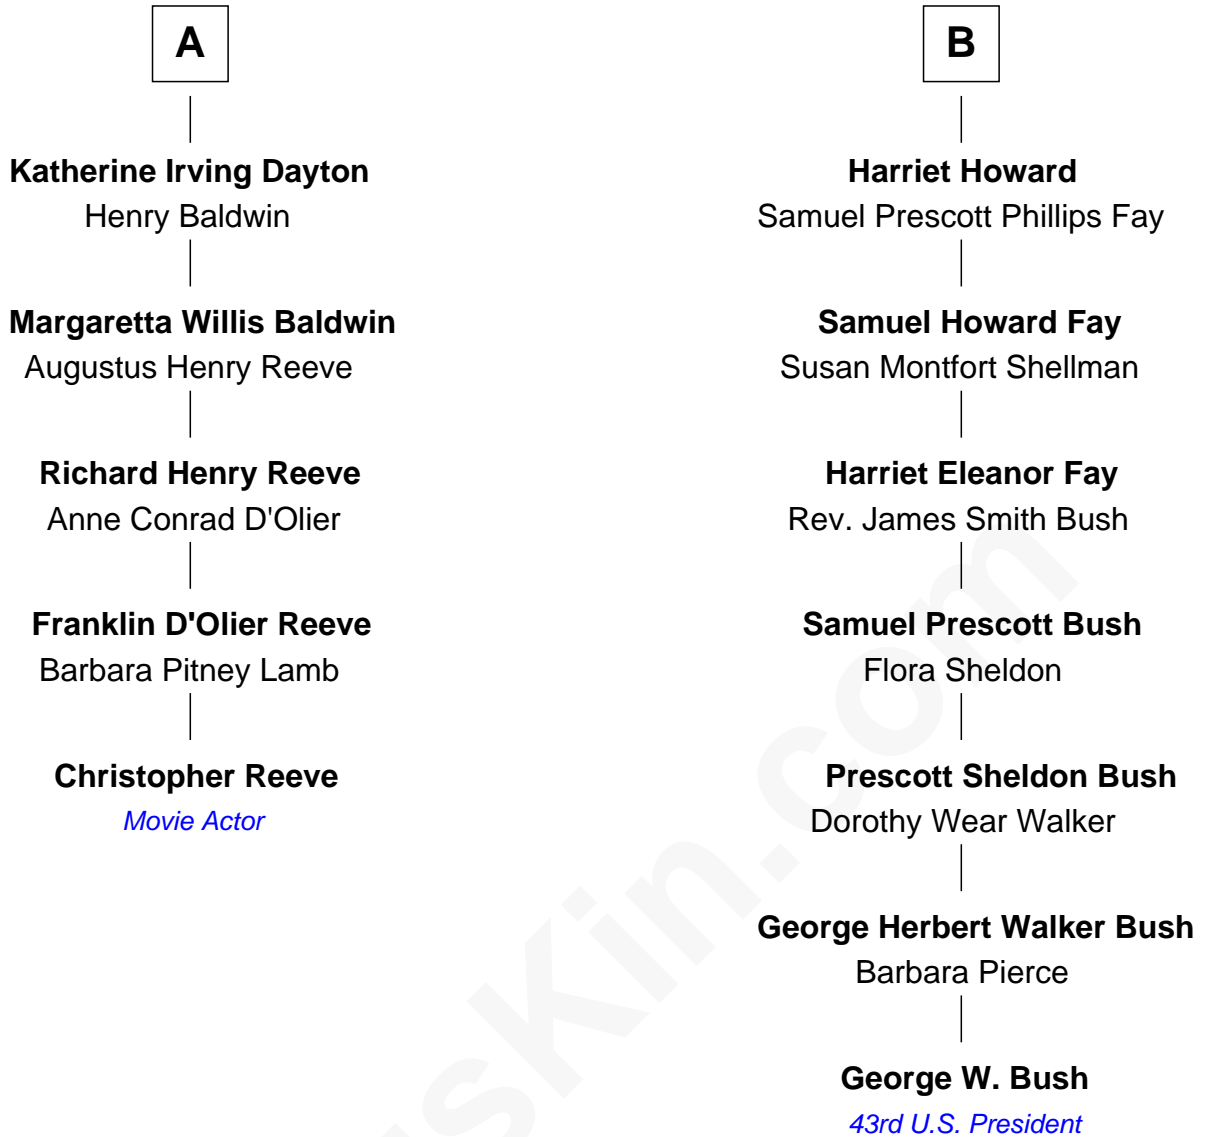 A
Katherine Irving Dayton
Henry Baldwin
Margaretta Willis Baldwin
Augustus Henry Reeve
Richard Henry Reeve
Anne Conrad D'Olier
Franklin D'Olier Reeve
Barbara Pitney Lamb
Christopher Reeve
Movie Actor
B
Harriet Howard
Samuel Prescott Phillips Fay
Samuel Howard Fay
Susan Montfort Shellman
Harriet Eleanor Fay
Rev. James Smith Bush
Samuel Prescott Bush
Flora Sheldon
Prescott Sheldon Bush
Dorothy Wear Walker
George Herbert Walker Bush
Barbara Pierce
George W. Bush
43rd U.S. President
sKin.com